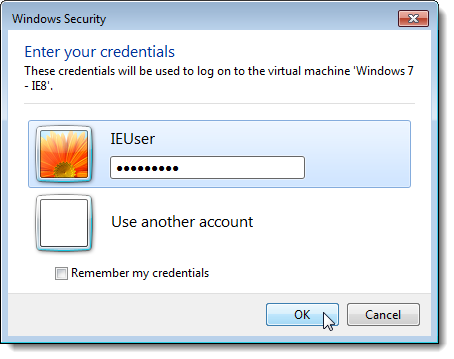 Windows Security
Enter your credentials
These credentials will be used to log on to the virtual machine 'Windows 7
- IE8'.
IEUser
•••••••••
Use another account
Remember my credentials
OK
Cancel